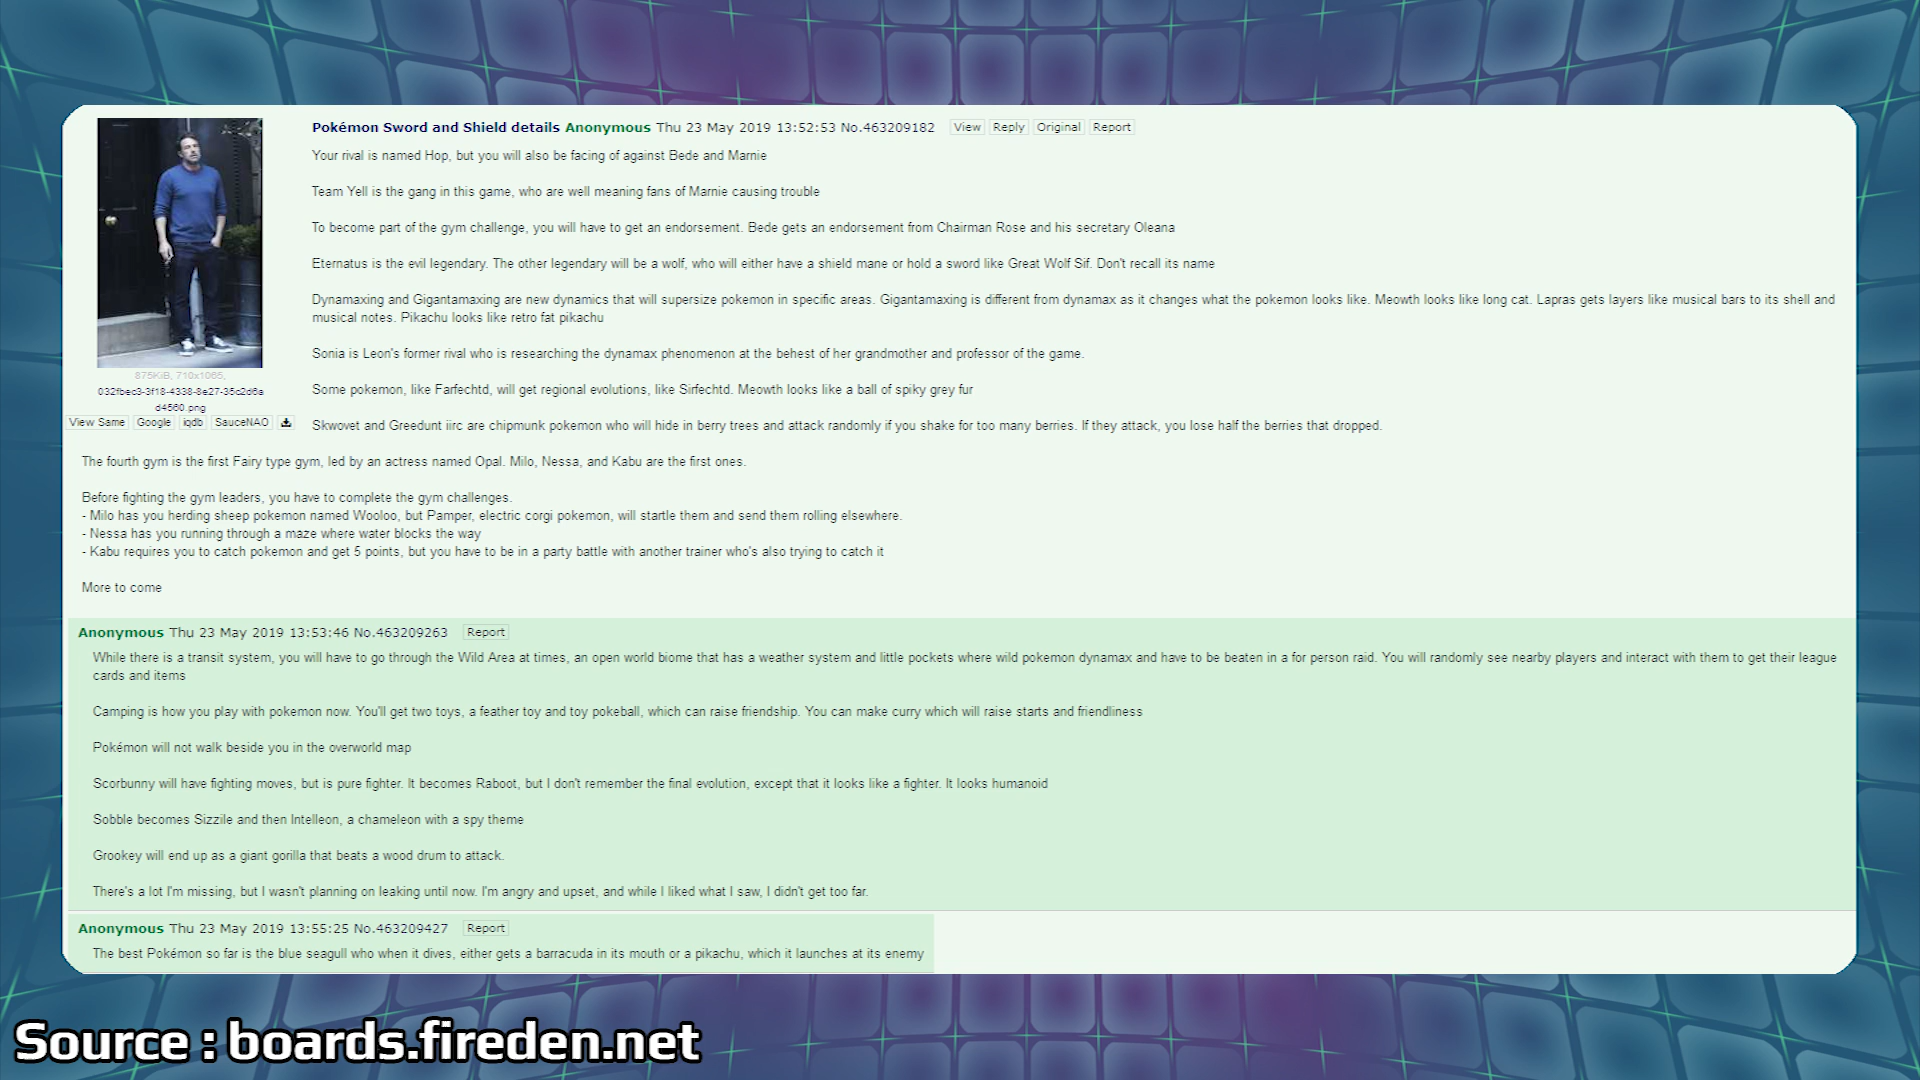 Pokémon Sword and Shield details Anonymous Thu 23 May 2019 13:52:53 No.463209182 View Reply Original Report
Your rival is named Hop, but you will also be facing of against Bede and Marnie
Team Yell is the gang in this game, who are well meaning fans of Marnie causing trouble
To become part of the gym challenge, you will have to get an endorsement. Bede gets an endorsement from Chairman Rose and his secretary Oleana
Eternatus is the evil legendary. The other legendary will be a wolf, who will either have a shield mane or hold a sword like Great Wolf Sif. Don't recall its name
Dynamaxing and Gigantamaxing are new dynamics that will supersize pokemon in specific areas. Gigantamaxing is different from dynamax as it changes what the pokemon looks like. Meowth looks like long cat. Lapras gets layers like musical bars to its shell and
musical notes. Pikachu looks like retro fat pikachu
Sonia is Leon's former rival who is researching the dynamax phenomenon at the behest of her grandmother and professor of the game.
875KiB, 710x1065,
032fbec3-3f18-4338-8e27-35c2d6a
d4560.png
View Same Google iqdb SauceNAO
Some pokemon, like Farfechtd, will get regional evolutions, like Sirfechtd. Meowth looks like a ball of spiky grey fur
Skwovet and Greedunt iirc are chipmunk pokemon who will hide in berry trees and attack randomly if you shake for too many berries. If they attack, you lose half the berries that dropped.
The fourth gym is the first Fairy type gym, led by an actress named Opal. Milo, Nessa, and Kabu are the first ones.
Before fighting the gym leaders, you have to complete the gym challenges.
- Milo has you herding sheep pokemon named Wooloo, but Pamper, electric corgi pokemon, will startle them and send them rolling elsewhere.
- Nessa has you running through a maze where water blocks the way
- Kabu requires you to catch pokemon and get 5 points, but you have to be in a party battle with another trainer who's also trying to catch it
More to come
Anonymous Thu 23 May 2019 13:53:46 No.463209263 Report
While there is a transit system, you will have to go through the Wild Area at times, an open world biome that has a weather system and little pockets where wild pokemon dynamax and have to be beaten in a for person raid. You will randomly see nearby players and interact with them to get their league
cards and items
Camping is how you play with pokemon now. You'll get two toys, a feather toy and toy pokeball, which can raise friendship. You can make curry which will raise starts and friendliness
Pokémon will not walk beside you in the overworld map
Scorbunny will have fighting moves, but is pure fighter. It becomes Raboot, but I don't remember the final evolution, except that it looks like a fighter. It looks humanoid
Sobble becomes Sizzile and then Intelleon, a chameleon with a spy theme
Grookey will end up as a giant gorilla that beats a wood drum to attack.
There's a lot I'm missing, but I wasn't planning on leaking until now. I'm angry and upset, and while I liked what I saw, I didn't get too far.
Anonymous Thu 23 May 2019 13:55:25 No.463209427 Report
The best Pokémon so far is the blue seagull who when it dives, either gets a barracuda in its mouth or a pikachu, which it launches at its enemy
Source : boards.fireden.net